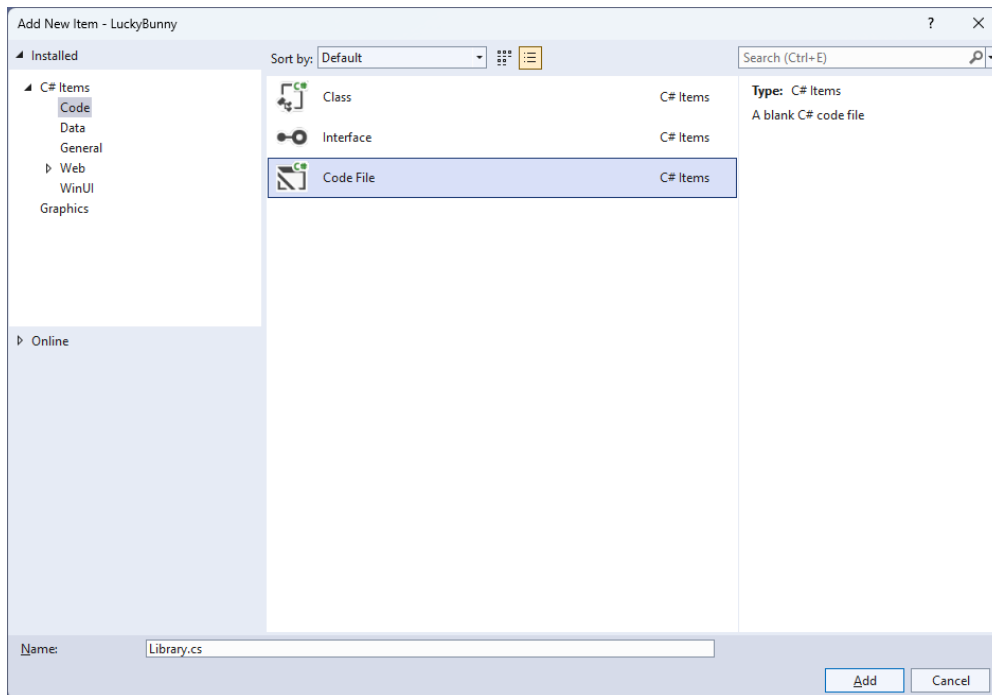 Add New Item - LuckyBunny
?
Installed
Sort by: Default
Search (Ctrl+E)
C# Items
Code
Data
General
Web
WinUI
Graphics
Online
Class C# Items
Interface C# Items
Code File C# Items
Type: C# Items
A blank C# code file
Name: Library.cs
Add Cancel